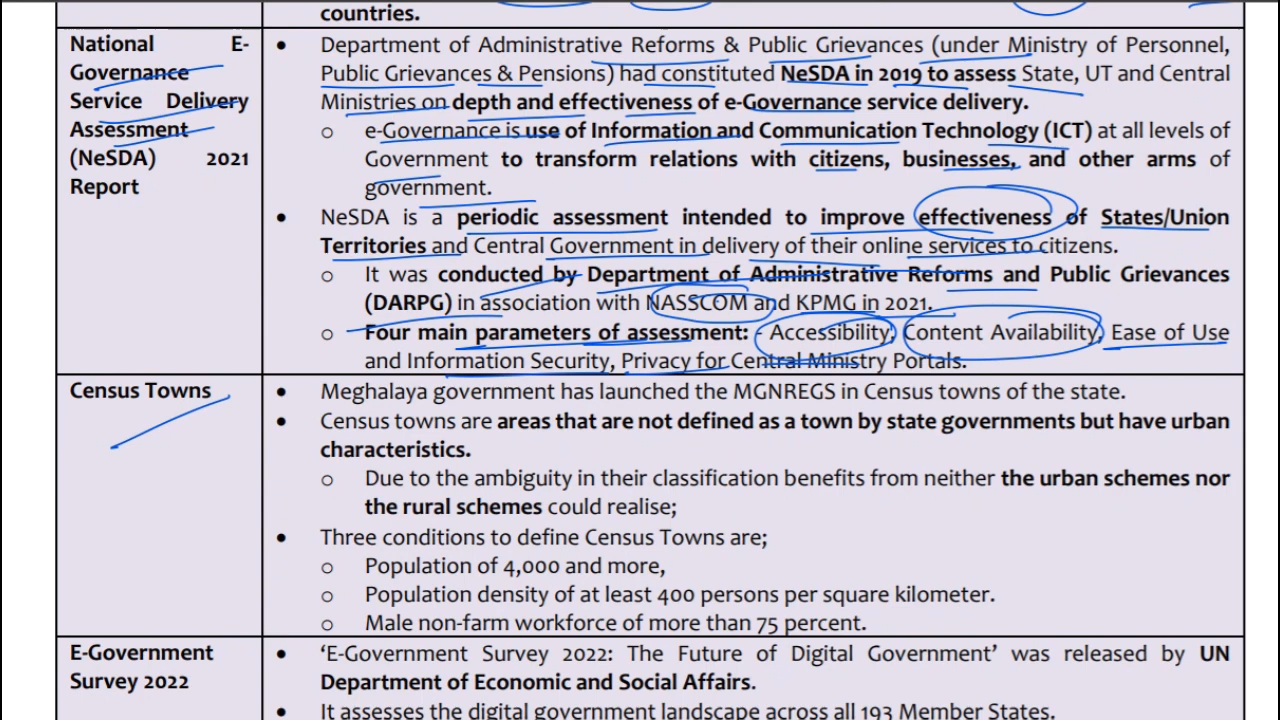 countries.
National E-
Governance
Service Delivery
Assessment
(NeSDA) 2021
Report
• Department of Administrative Reforms & Public Grievances (under Ministry of Personnel,
Public Grievances & Pensions) had constituted NeSDA in 2019 to assess State, UT and Central
Ministries on depth and effectiveness of e-Governance service delivery.
o e-Governance is use of Information and Communication Technology (ICT) at all levels of
Government to transform relations with citizens, businesses, and other arms of
government.
• NeSDA is a periodic assessment intended to improve effectiveness of States/Union
Territories and Central Government in delivery of their online services to citizens.
o It was conducted by Department of Administrative Reforms and Public Grievances
(DARPG) in association with NASSCOM and KPMG in 2021.
o Four main parameters of assessment: - Accessibility, Content Availability, Ease of Use
and Information Security, Privacy for Central Ministry Portals.
Census Towns
• Meghalaya government has launched the MGNREGS in Census towns of the state.
• Census towns are areas that are not defined as a town by state governments but have urban
characteristics.
o Due to the ambiguity in their classification benefits from neither the urban schemes nor
the rural schemes could realise;
• Three conditions to define Census Towns are;
o Population of 4,000 and more,
o Population density of at least 400 persons per square kilometer.
o Male non-farm workforce of more than 75 percent.
E-Government
Survey 2022
• ‘E-Government Survey 2022: The Future of Digital Government’ was released by UN
Department of Economic and Social Affairs.
• It assesses the digital government landscape across all 193 Member States.